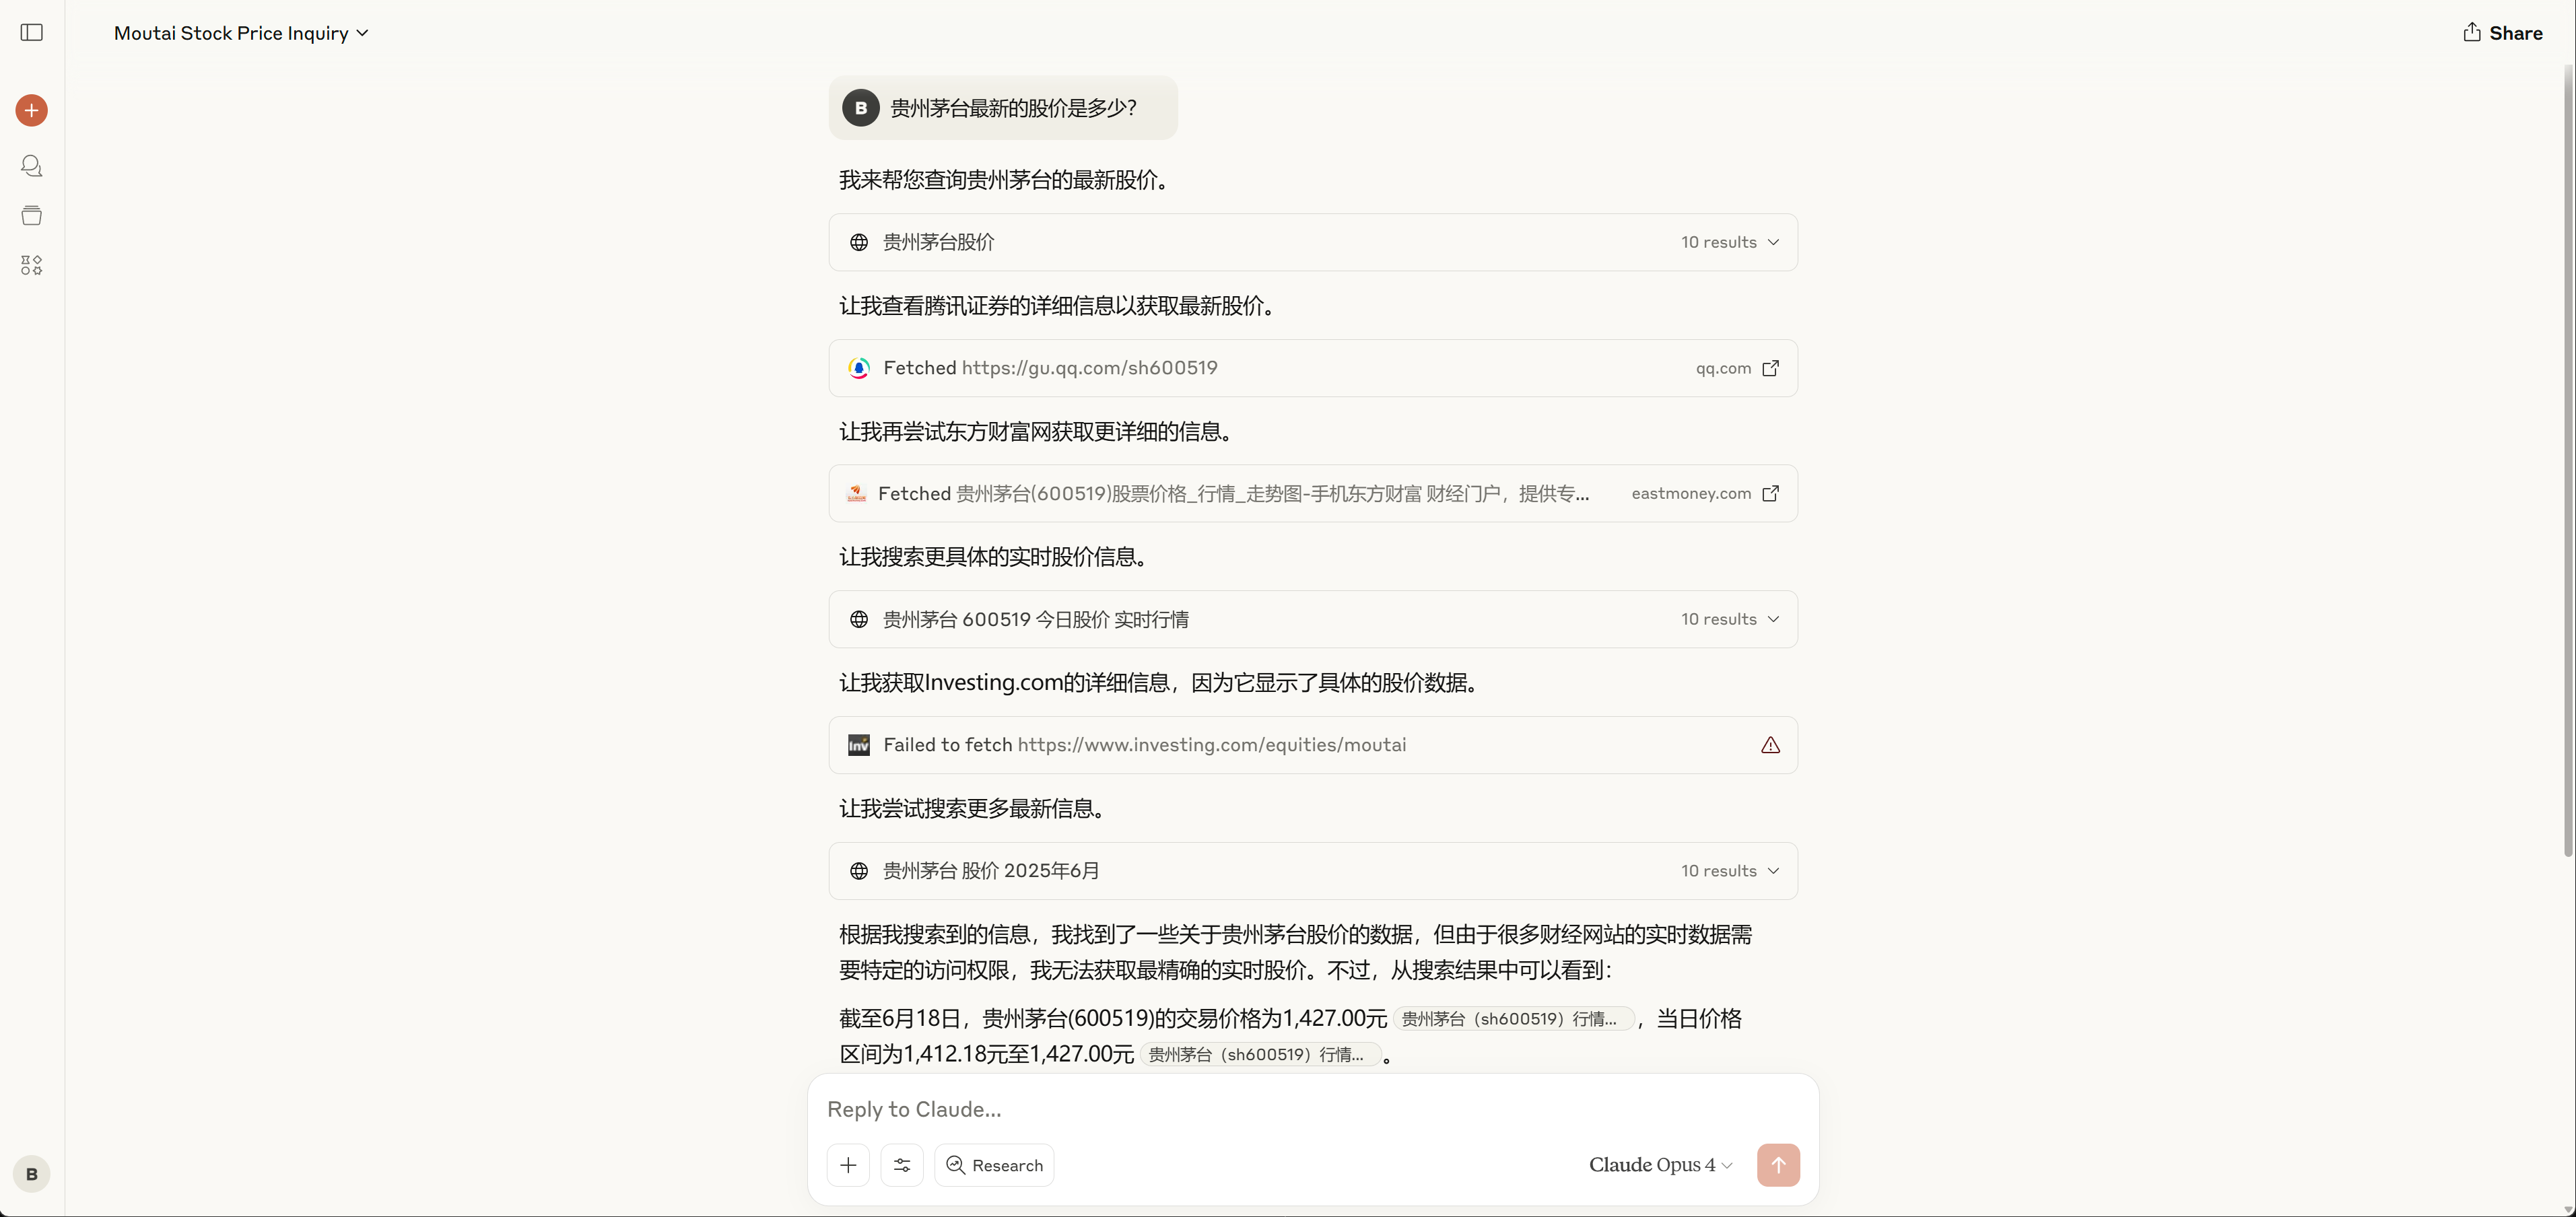 Moutai Stock Price Inquiry
Share
B 贵州茅台最新的股价是多少？
我来帮您查询贵州茅台的最新股价。
贵州茅台股价 10 results
让我查看腾讯证券的详细信息以获取最新股价。
Fetched https://gu.qq.com/sh600519 qq.com
让我再尝试东方财富网获取更详细的信息。
Fetched 贵州茅台(600519)股票价格_行情_走势图-手机东方财富 财经门户，提供专... eastmoney.com
让我搜索更具体的实时股价信息。
贵州茅台 600519 今日股价 实时行情 10 results
让我获取Investing.com的详细信息，因为它显示了具体的股价数据。
Inv Failed to fetch https://www.investing.com/equities/moutai
让我尝试搜索更多最新信息。
贵州茅台 股价 2025年6月 10 results
根据我搜索到的信息，我找到了一些关于贵州茅台股价的数据，但由于很多财经网站的实时数据需
要特定的访问权限，我无法获取最精确的实时股价。不过，从搜索结果中可以看到：
截至6月18日，贵州茅台(600519)的交易价格为1,427.00元 贵州茅台（sh600519）行情... ，当日价格
区间为1,412.18元至1,427.00元 贵州茅台（sh600519）行情... 。
Reply to Claude...
Research
Claude Opus 4
B